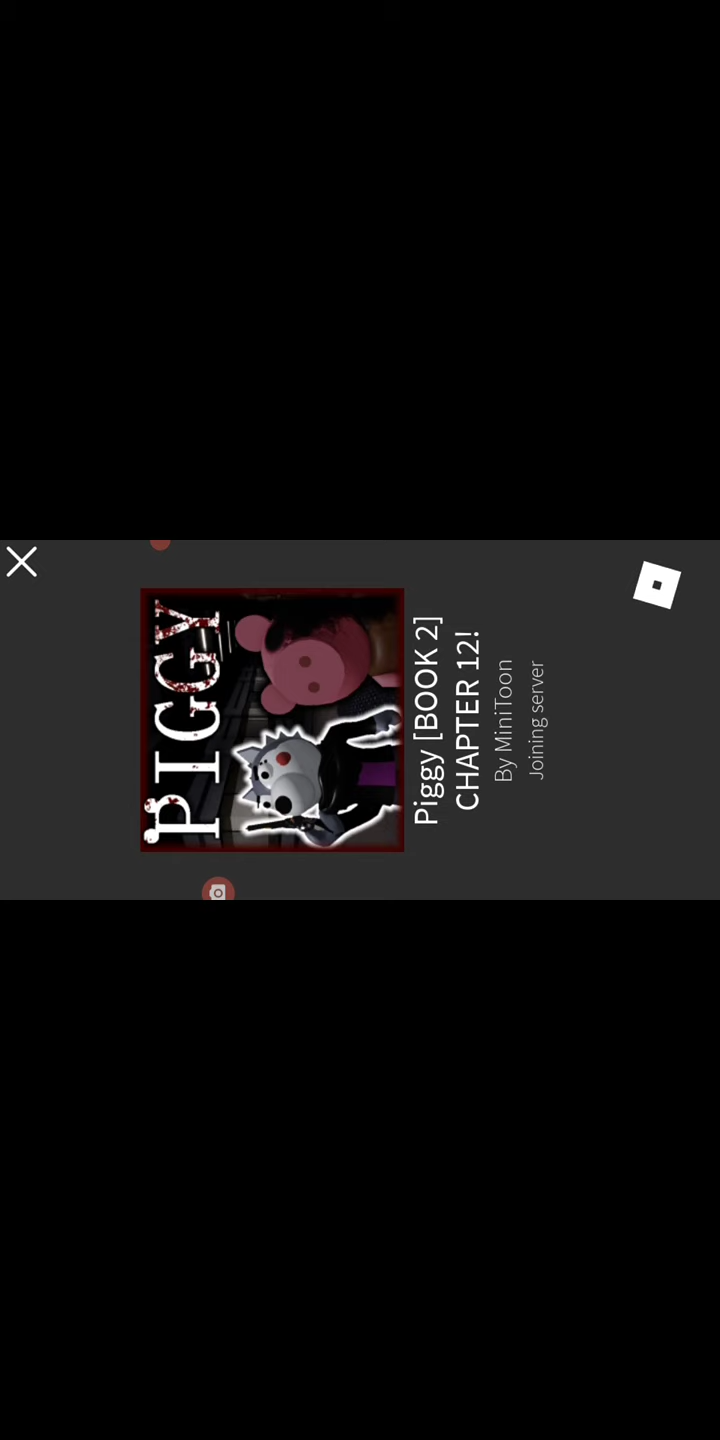 PIGGY
Piggy [BOOK 2]
CHAPTER 12!
By MiniToon
Joining server